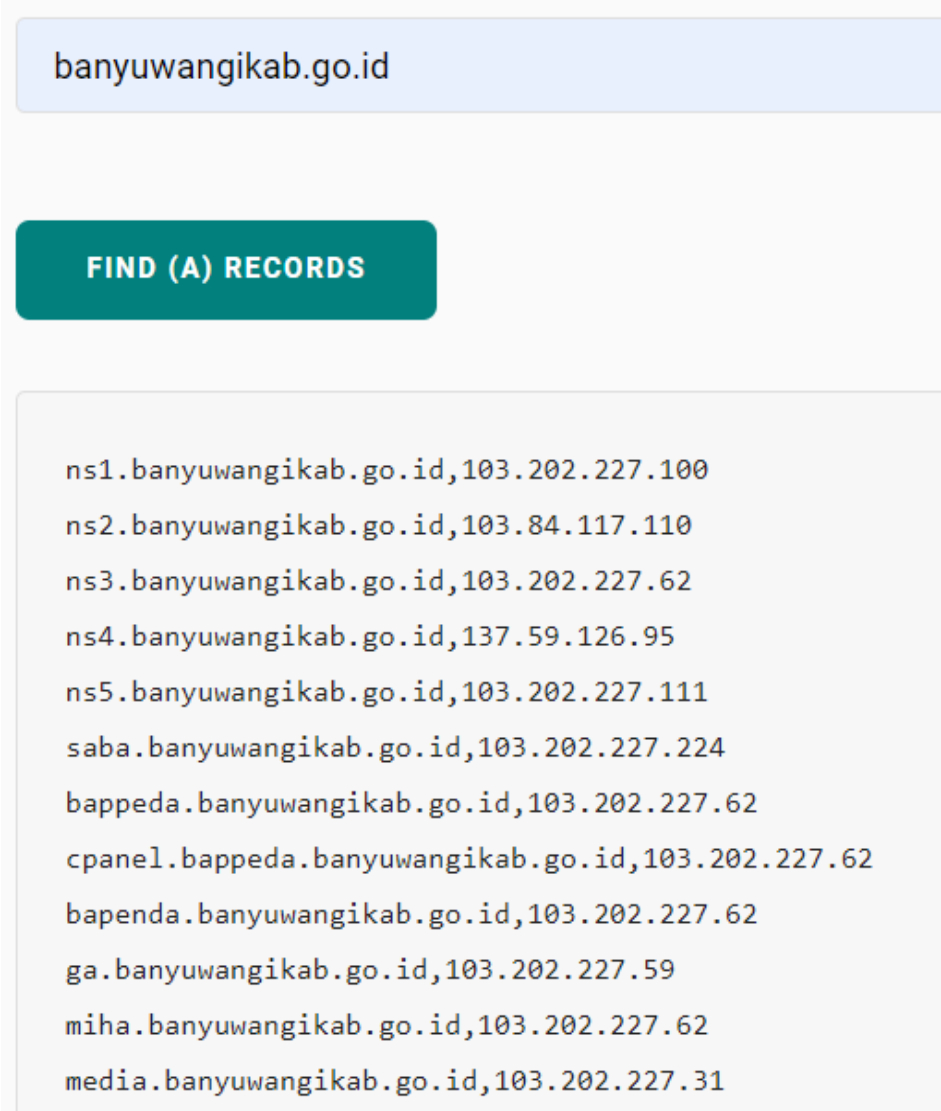 banyuwangikab.go.id
FIND (A) RECORDS
ns1.banyuwangikab.go.id,103.202.227.100
ns2.banyuwangikab.go.id,103.84.117.110
ns3.banyuwangikab.go.id,103.202.227.62
ns4.banyuwangikab.go.id,137.59.126.95
ns5.banyuwangikab.go.id,103.202.227.111
saba.banyuwangikab.go.id,103.202.227.224
bappeda.banyuwangikab.go.id,103.202.227.62
cpanel.bappeda.banyuwangikab.go.id,103.202.227.62
bapenda.banyuwangikab.go.id,103.202.227.62
ga.banyuwangikab.go.id,103.202.227.59
miha.banyuwangikab.go.id,103.202.227.62
media.banyuwangikab.go.id,103.202.227.31